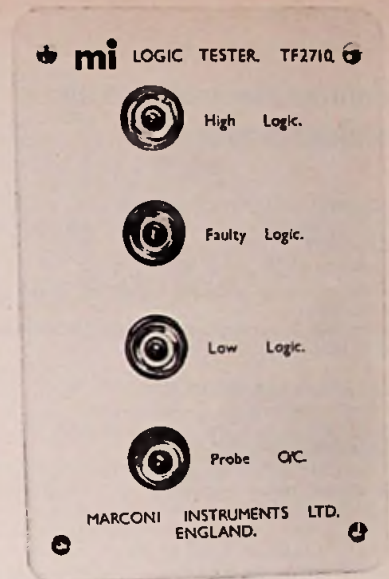 mi LOGIC TESTER. TF2710.
High Logic.
Faulty Logic.
Low Logic.
Probe O/C.
MARCONI INSTRUMENTS LTD.
ENGLAND.